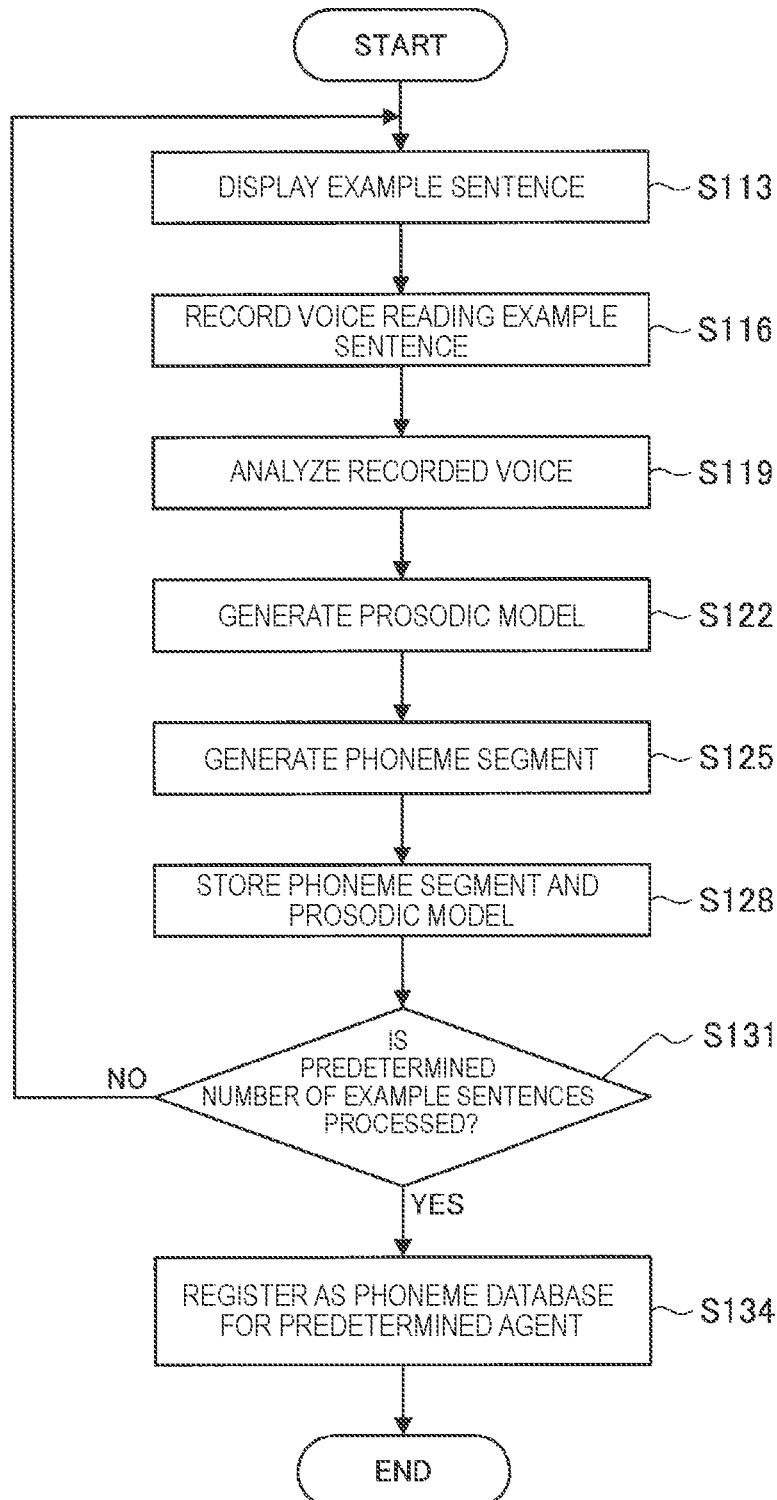 START
DISPLAY EXAMPLE SENTENCE
S113
RECORD VOICE READING EXAMPLE
SENTENCE
S116
ANALYZE RECORDED VOICE
S119
GENERATE PROSODIC MODEL
S122
GENERATE PHONEME SEGMENT
S125
STORE PHONEME SEGMENT AND
PROSODIC MODEL
S128
IS
PREDETERMINED
NUMBER OF EXAMPLE SENTENCES
PROCESSED?
S131
NO
YES
REGISTER AS PHONEME DATABASE
FOR PREDETERMINED AGENT
S134
END